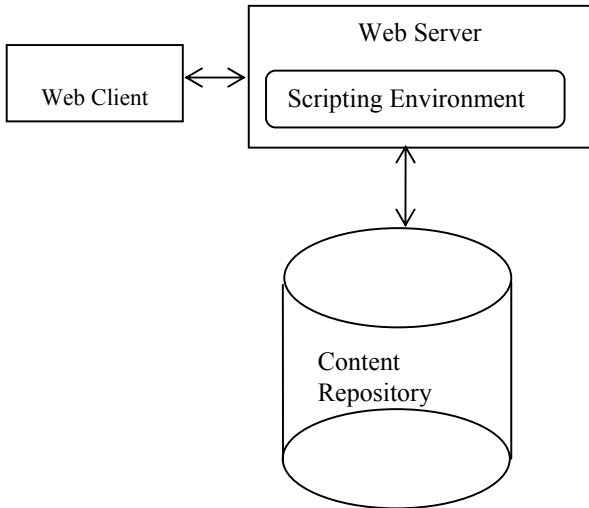 Web Server
Web Client
Scripting Environment
Content
Repository